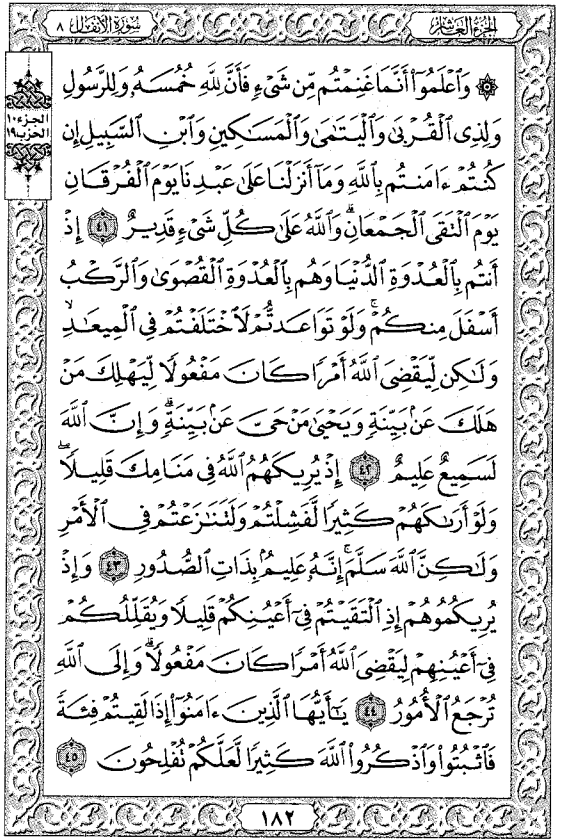 الجزء العاشر
سورة الأنفال ٨
الجزء ١٠
الحزب ١٩
۞ وَٱعۡلَمُوٓاْ أَنَّمَا غَنِمۡتُم مِّن شَيۡءٖ فَأَنَّ لِلَّهِ خُمُسَهُۥ وَلِلرَّسُولِ
وَلِذِي ٱلۡقُرۡبَىٰ وَٱلۡيَتَٰمَىٰ وَٱلۡمَسَٰكِينِ وَٱبۡنِ ٱلسَّبِيلِ إِن
كُنتُمۡ ءَامَنتُم بِٱللَّهِ وَمَآ أَنزَلۡنَا عَلَىٰ عَبۡدِنَا يَوۡمَ ٱلۡفُرۡقَانِ
يَوۡمَ ٱلۡتَقَى ٱلۡجَمۡعَانِۗ وَٱللَّهُ عَلَىٰ كُلِّ شَيۡءٖ قَدِيرٌ ٤١ إِذۡ
أَنتُم بِٱلۡعُدۡوَةِ ٱلدُّنۡيَا وَهُم بِٱلۡعُدۡوَةِ ٱلۡقُصۡوَىٰ وَٱلرَّكۡبُ
أَسۡفَلَ مِنكُمۡۚ وَلَوۡ تَوَاعَدتُّمۡ لَٱخۡتَلَفۡتُمۡ فِي ٱلۡمِيعَٰدِ ۙ
وَلَٰكِن لِّيَقۡضِيَ ٱللَّهُ أَمۡرٗا كَانَ مَفۡعُولٗا لِّيَهۡلِكَ مَنۡ
هَلَكَ عَنۢ بَيِّنَةٖ وَيَحۡيَىٰ مَنۡ حَيَّ عَنۢ بَيِّنَةٖۗ وَإِنَّ ٱللَّهَ
لَسَمِيعٌ عَلِيمٌ ٤٢ إِذۡ يُرِيكَهُمُ ٱللَّهُ فِي مَنَامِكَ قَلِيلٗاۖ
وَلَوۡ أَرَىٰكَهُمۡ كَثِيرٗا لَّفَشِلۡتُمۡ وَلَتَنَٰزَعۡتُمۡ فِي ٱلۡأَمۡرِ
وَلَٰكِنَّ ٱللَّهَ سَلَّمَۚ إِنَّهُۥ عَلِيمُۢ بِذَاتِ ٱلصُّدُورِ ٤٣ وَإِذۡ
يُرِيكُمُوهُمۡ إِذِ ٱلۡتَقَيۡتُمۡ فِيٓ أَعۡيُنِكُمۡ قَلِيلٗا وَيُقَلِّلُكُمۡ
فِيٓ أَعۡيُنِهِمۡ لِيَقۡضِيَ ٱللَّهُ أَمۡرٗا كَانَ مَفۡعُولٗاۗ وَإِلَى ٱللَّهِ
تُرۡجَعُ ٱلۡأُمُورُ ٤٤ يَٰٓأَيُّهَا ٱلَّذِينَ ءَامَنُوٓاْ إِذَا لَقِيتُمۡ فِئَةٗ
فَٱثۡبُتُواْ وَٱذۡكُرُواْ ٱللَّهَ كَثِيرٗا لَّعَلَّكُمۡ تُفۡلِحُونَ ٤٥
١٨٢